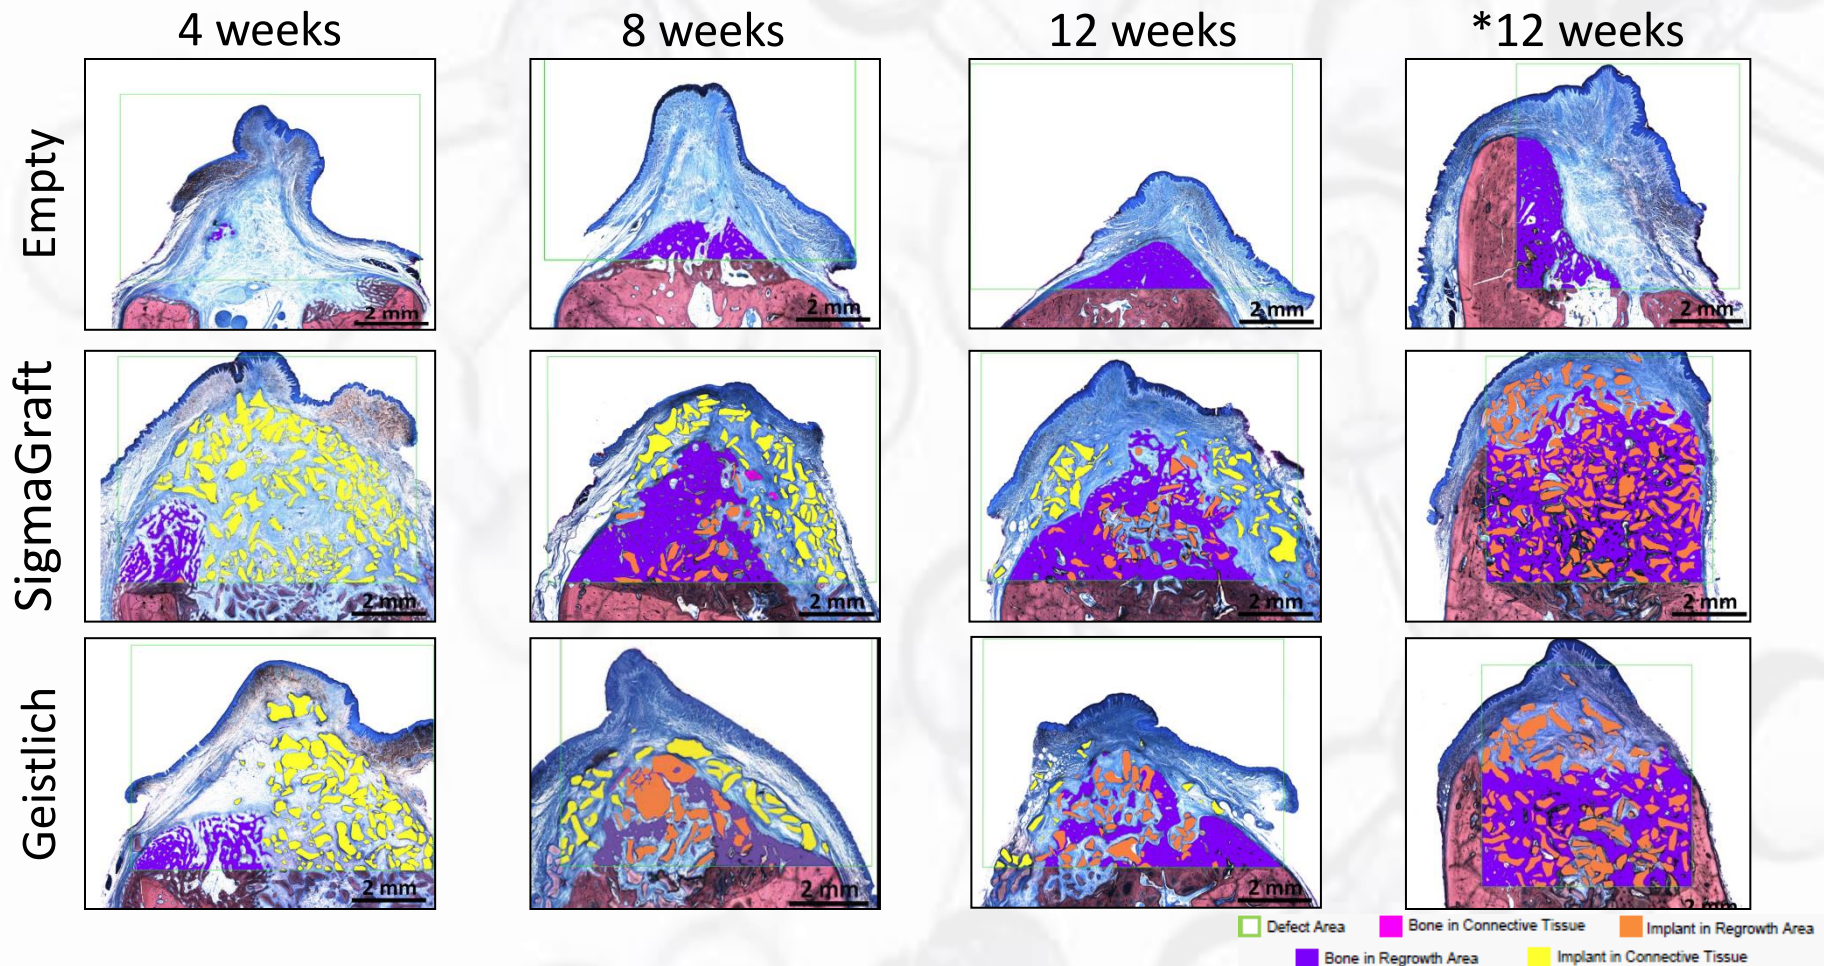 4 weeks 8 weeks 12 weeks *12 weeks
Empty
2 mm 2 mm 2 mm 2 mm
SigmaGraft
2 mm 2 mm 2 mm 2 mm
Geistlich
2 mm 2 mm 2 mm 2 mm
Defect Area Bone in Connective Tissue Implant in Regrowth Area
Bone in Regrowth Area Implant in Connective Tissue